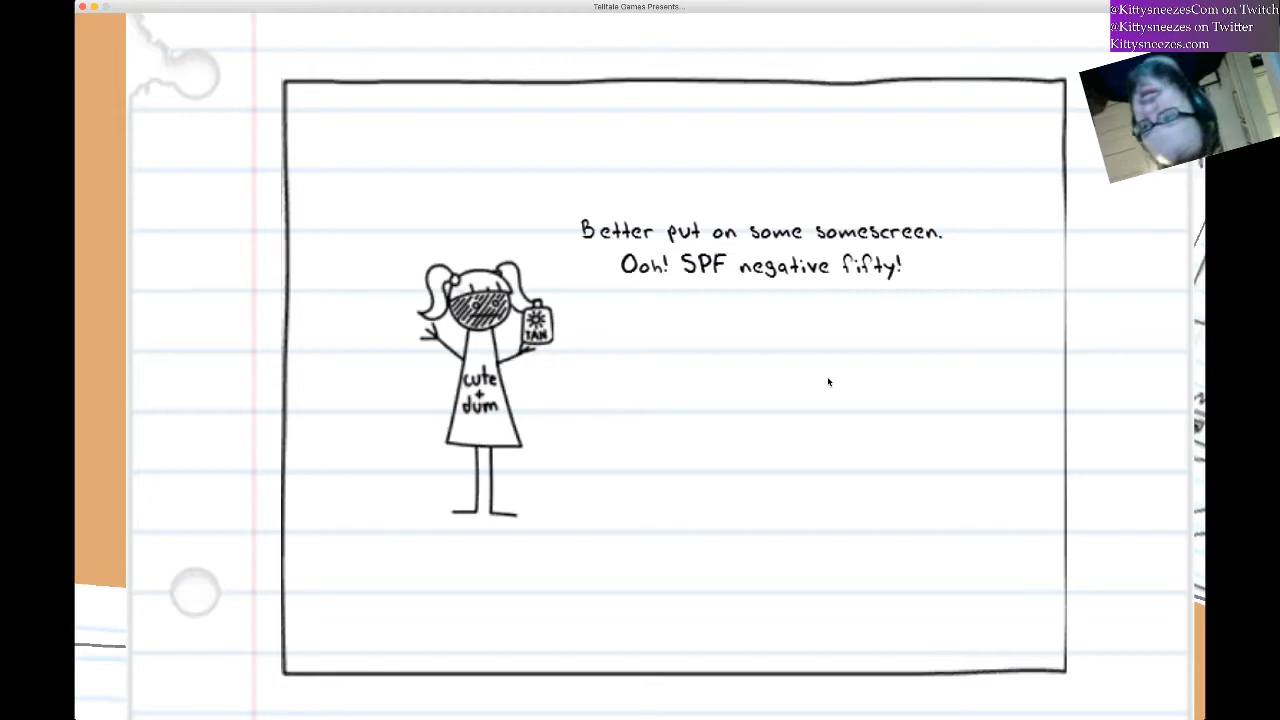 Telltale Games Presents...
@KittysneezesCom on Twitch
@Kittysneezes on Twitter
Kittysneezes.com
Better put on some somescreen.
Ooh! SPF negative fifty!
TAN
cute
+
dum